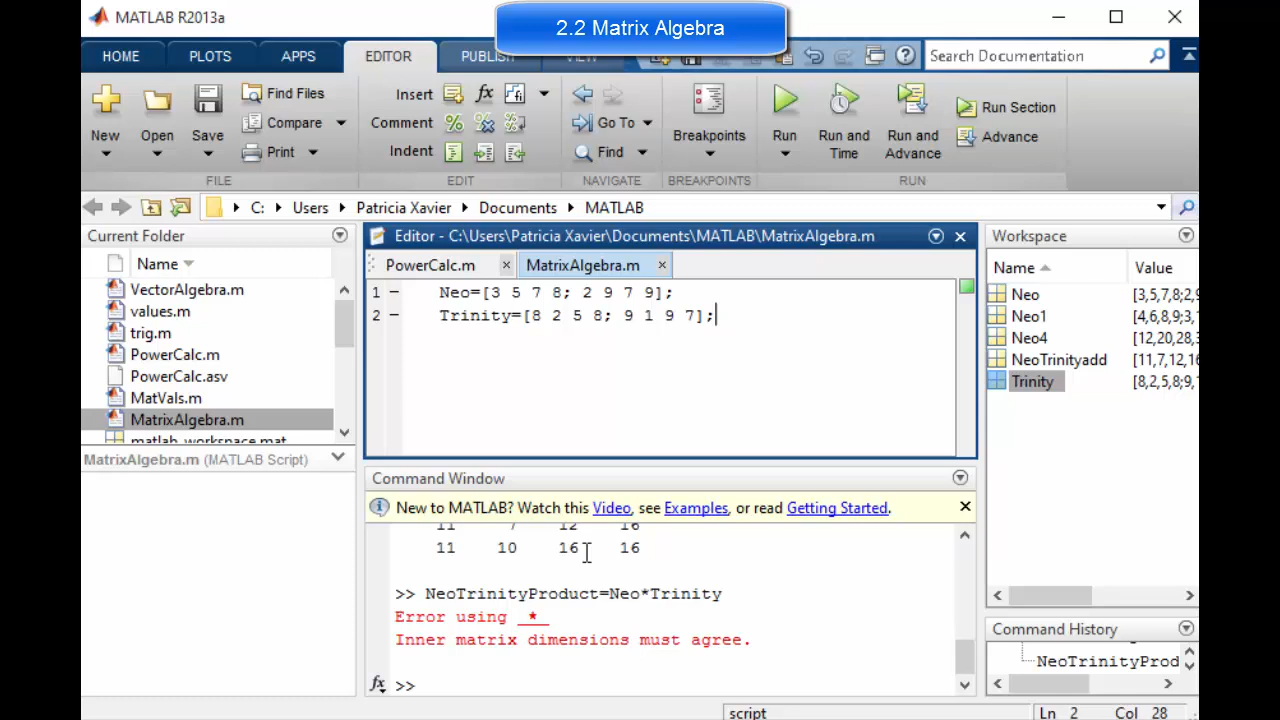 MATLAB R2013a
2.2 Matrix Algebra
HOME PLOTS APPS EDITOR PUBLISH VIEW
Search Documentation
New Open Save
Find Files
Compare
Print
FILE
Insert fx
Comment
Indent
EDIT
Go To
Find
NAVIGATE
Breakpoints
BREAKPOINTS
Run
Run and Time
Run and Advance
Run Section
Advance
RUN
C: Users Patricia Xavier Documents MATLAB
Current Folder
Name
VectorAlgebra.m
values.m
trig.m
PowerCalc.m
PowerCalc.asv
MatVals.m
MatrixAlgebra.m
matlab_workspace.mat
MatrixAlgebra.m (MATLAB Script)
Editor - C:\Users\Patricia Xavier\Documents\MATLAB\MatrixAlgebra.m
PowerCalc.m MatrixAlgebra.m
1 – Neo=[3 5 7 8; 2 9 7 9];
2 – Trinity=[8 2 5 8; 9 1 9 7];
Command Window
New to MATLAB? Watch this Video, see Examples, or read Getting Started.
11 7 12 16
11 10 16 16
>> NeoTrinityProduct=Neo*Trinity
Error using *
Inner matrix dimensions must agree.
fx >>
Workspace
Name Value
Neo [3,5,7,8;2,9
Neo1 [4,6,8,9;3,
Neo4 [12,20,28,3
NeoTrinityadd [11,7,12,16
Trinity [8,2,5,8;9,
Command History
NeoTrinityProd
script Ln 2 Col 28